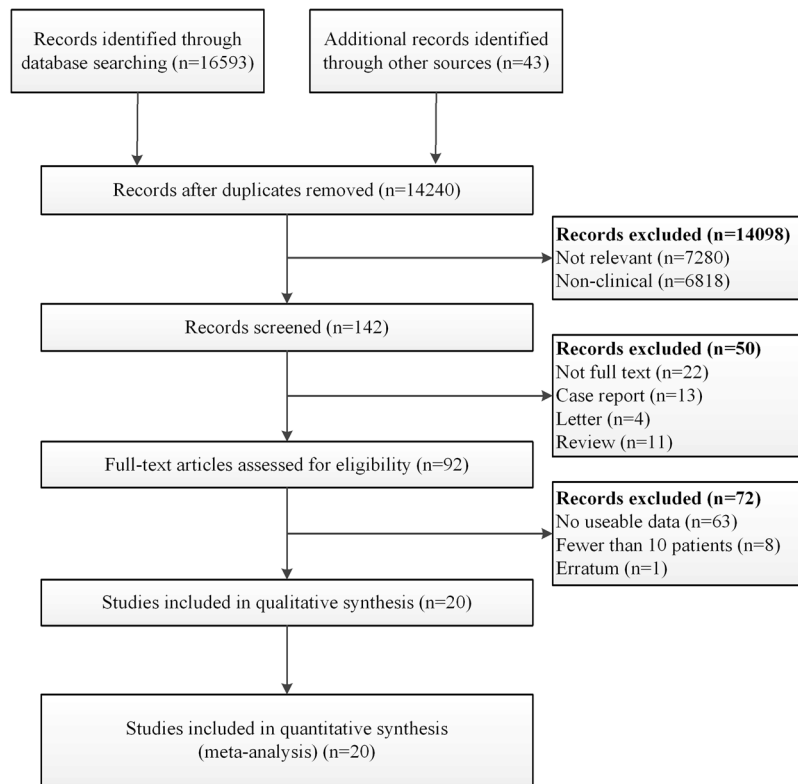 Records identified through
database searching (n=16593)
Additional records identified
through other sources (n=43)
Records after duplicates removed (n=14240)
Records excluded (n=14098)
Not relevant (n=7280)
Non-clinical (n=6818)
Records screened (n=142)
Records excluded (n=50)
Not full text (n=22)
Case report (n=13)
Letter (n=4)
Review (n=11)
Full-text articles assessed for eligibility (n=92)
Records excluded (n=72)
No useable data (n=63)
Fewer than 10 patients (n=8)
Erratum (n=1)
Studies included in qualitative synthesis (n=20)
Studies included in quantitative synthesis
(meta-analysis) (n=20)